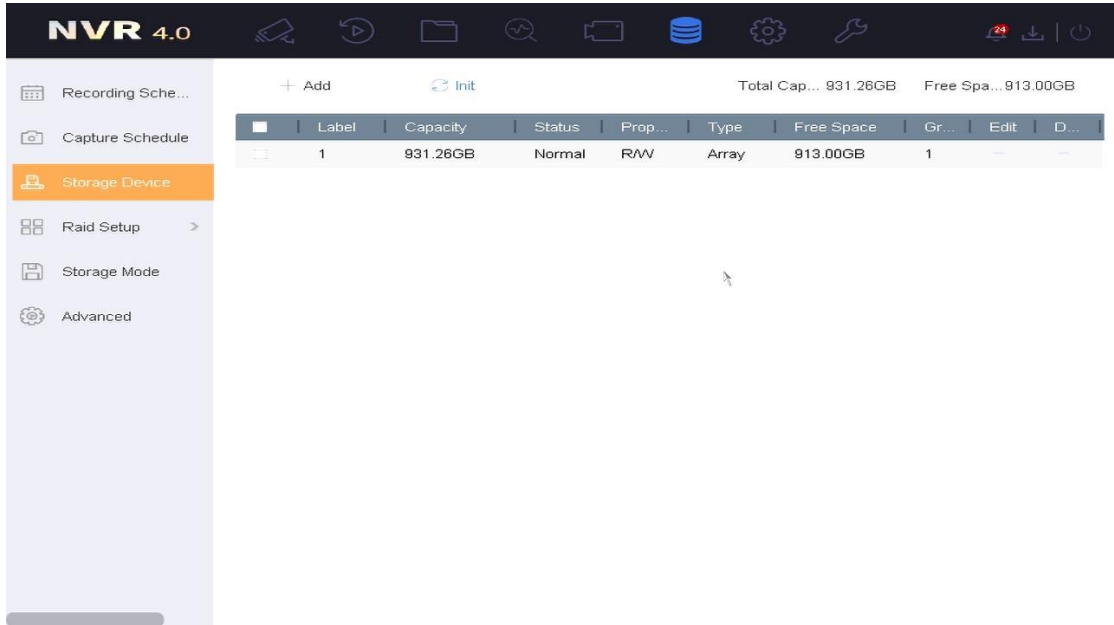 NVR 4.0
24
Recording Sche...
Capture Schedule
Storage Device
Raid Setup >
Storage Mode
Advanced
+ Add Init Total Cap... 931.26GB Free Spa...913.00GB
Label Capacity Status Prop... Type Free Space Gr... Edit D...
1 931.26GB Normal R/W Array 913.00GB 1 — —